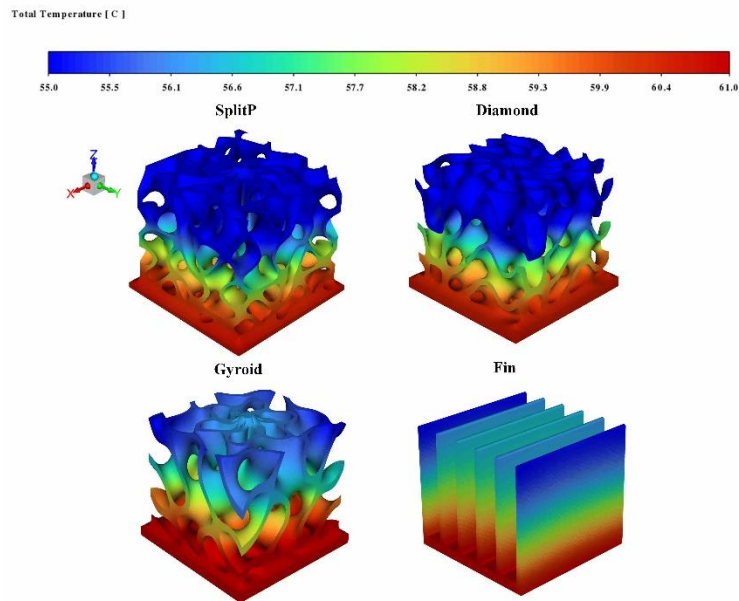 Total Temperature [ C ]
55.0 55.5 56.1 56.6 57.1 57.7 58.2 58.8 59.3 59.9 60.4 61.0
SplitP Diamond
Z
X Y
Gyroid Fin